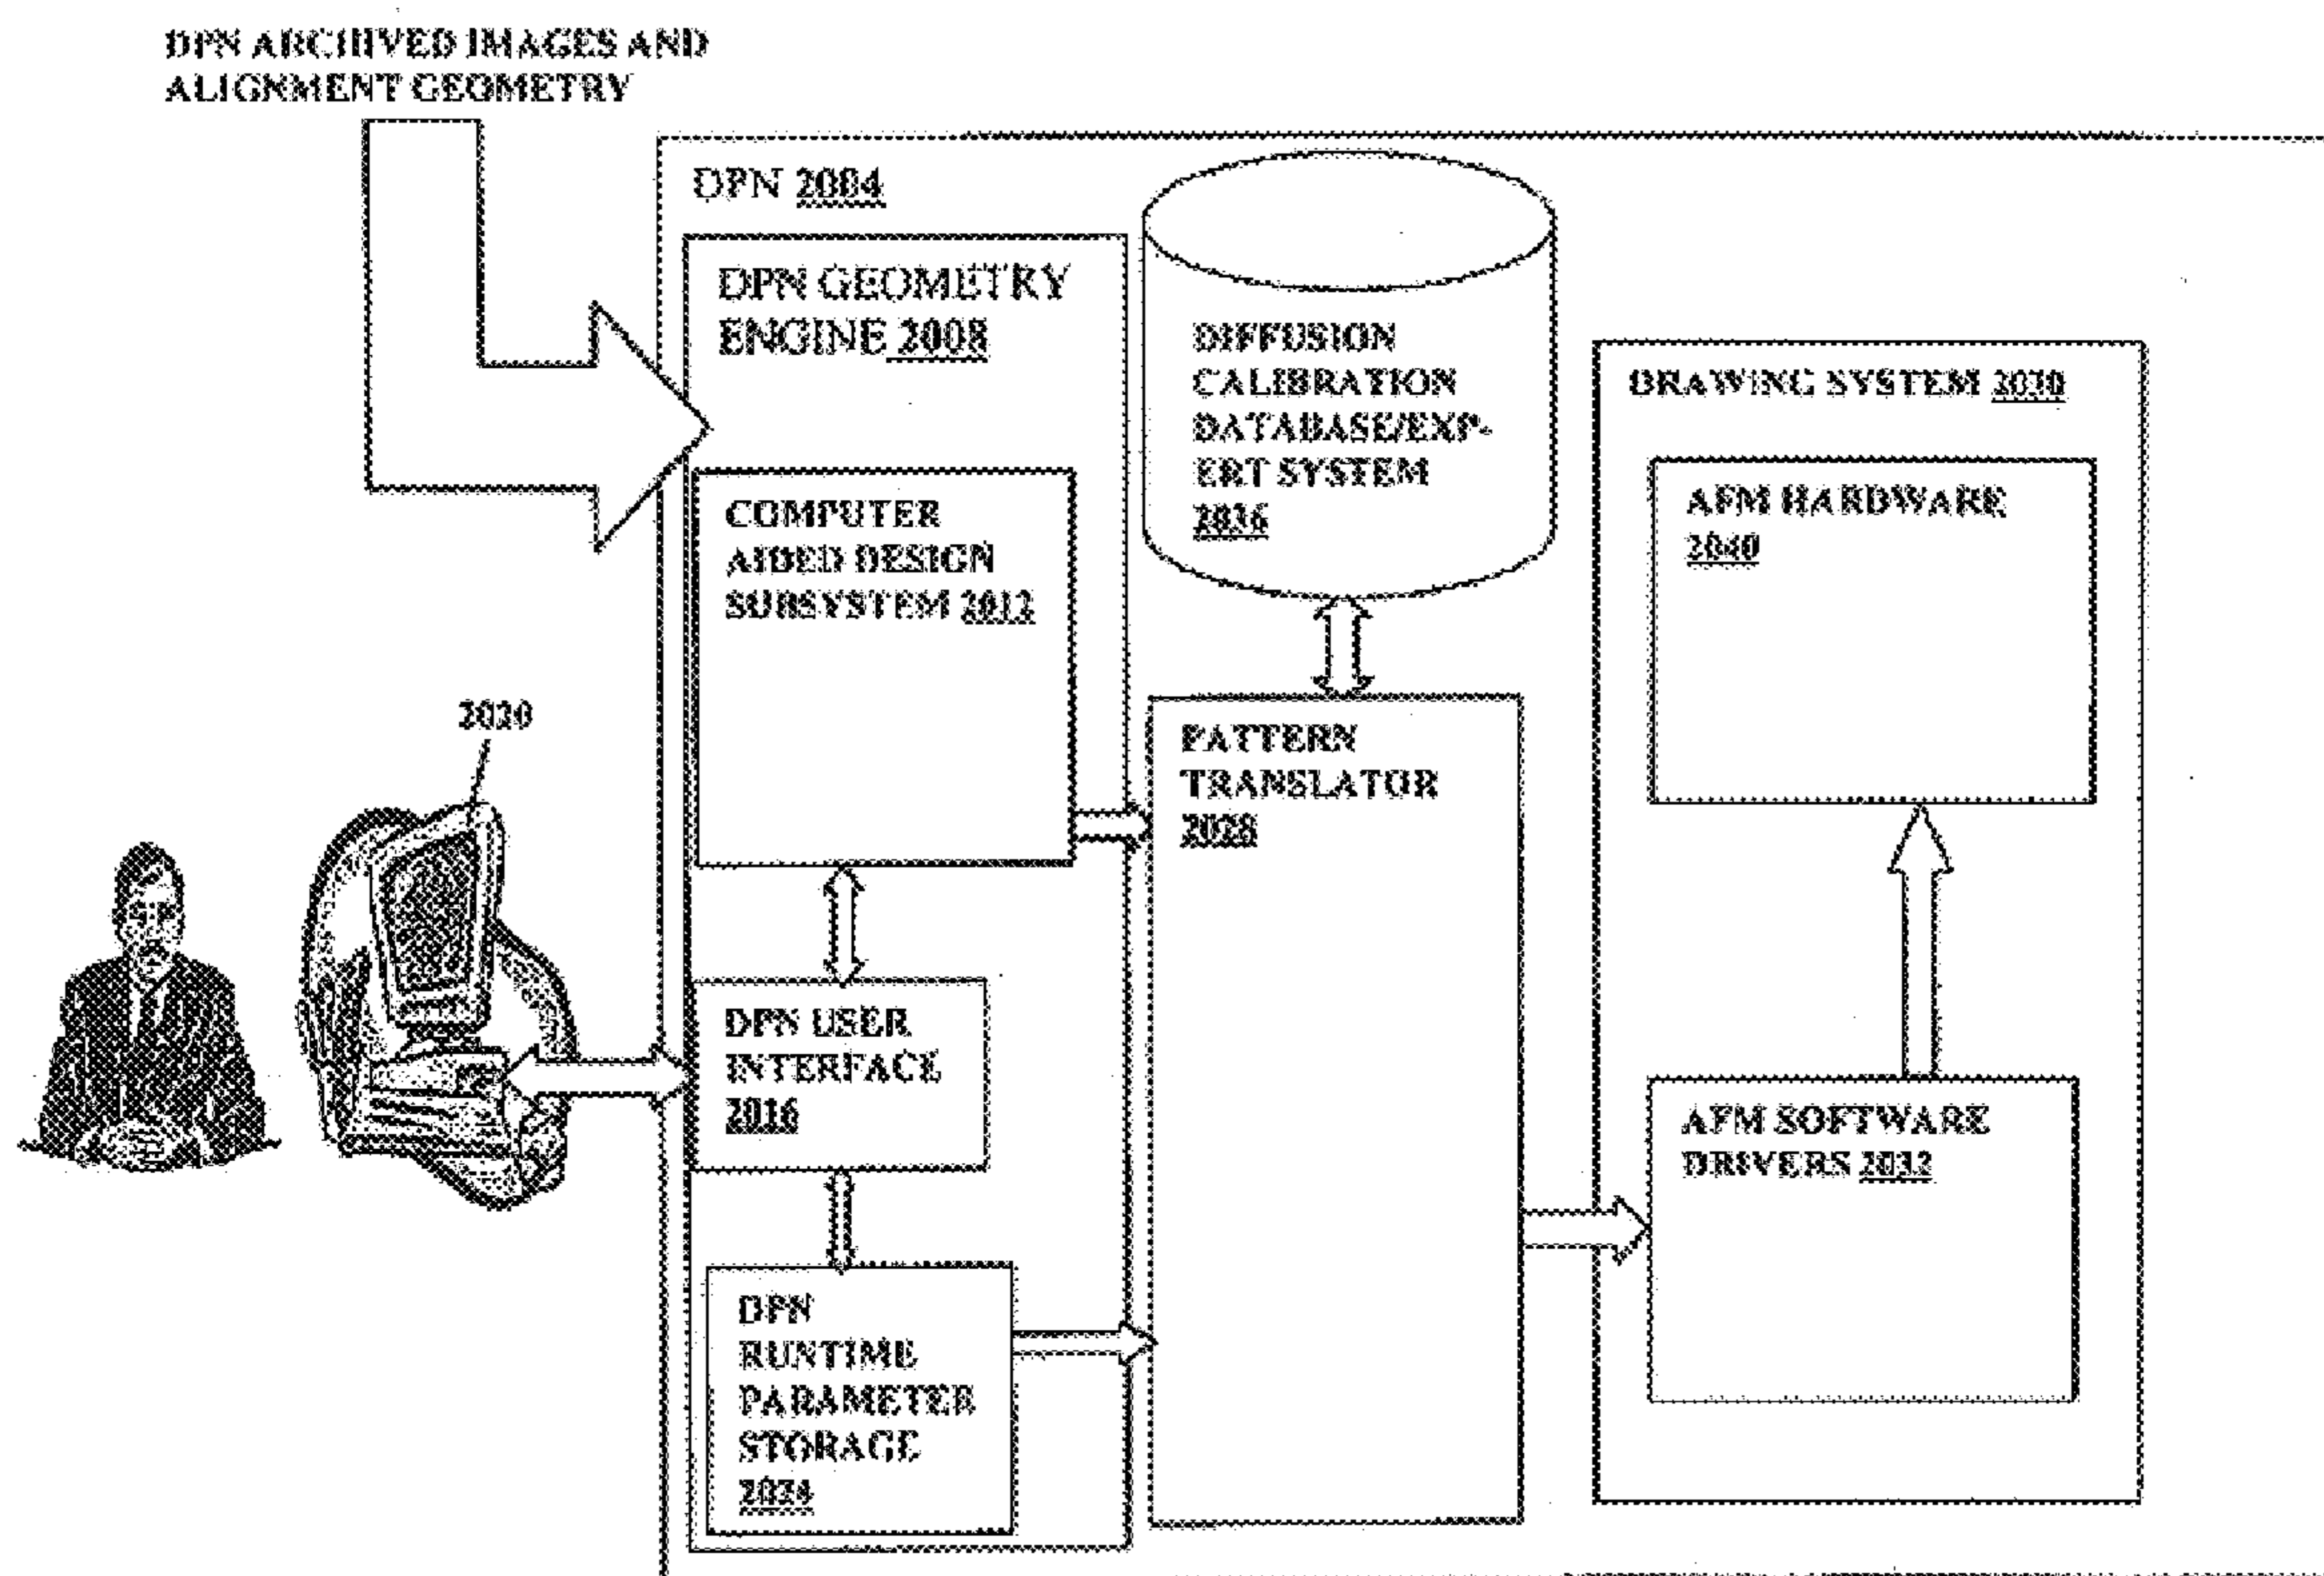 DPN ARCHIVED IMAGES AND
ALIGNMENT GEOMETRY
DPN 2004
DPN GEOMETRY
ENGINE 2008
COMPUTER
AIDED DESIGN
SUBSYSTEM 2012
DIFFUSION
CALIBRATION
DATABASE/EXP-
ERT SYSTEM
2036
DRAWING SYSTEM 2030
AFM HARDWARE
2040
2020
PATTERN
TRANSLATOR
2028
DPN USER
INTERFACE
2016
AFM SOFTWARE
DRIVERS 2032
DPN
RUNTIME
PARAMETER
STORAGE
2024